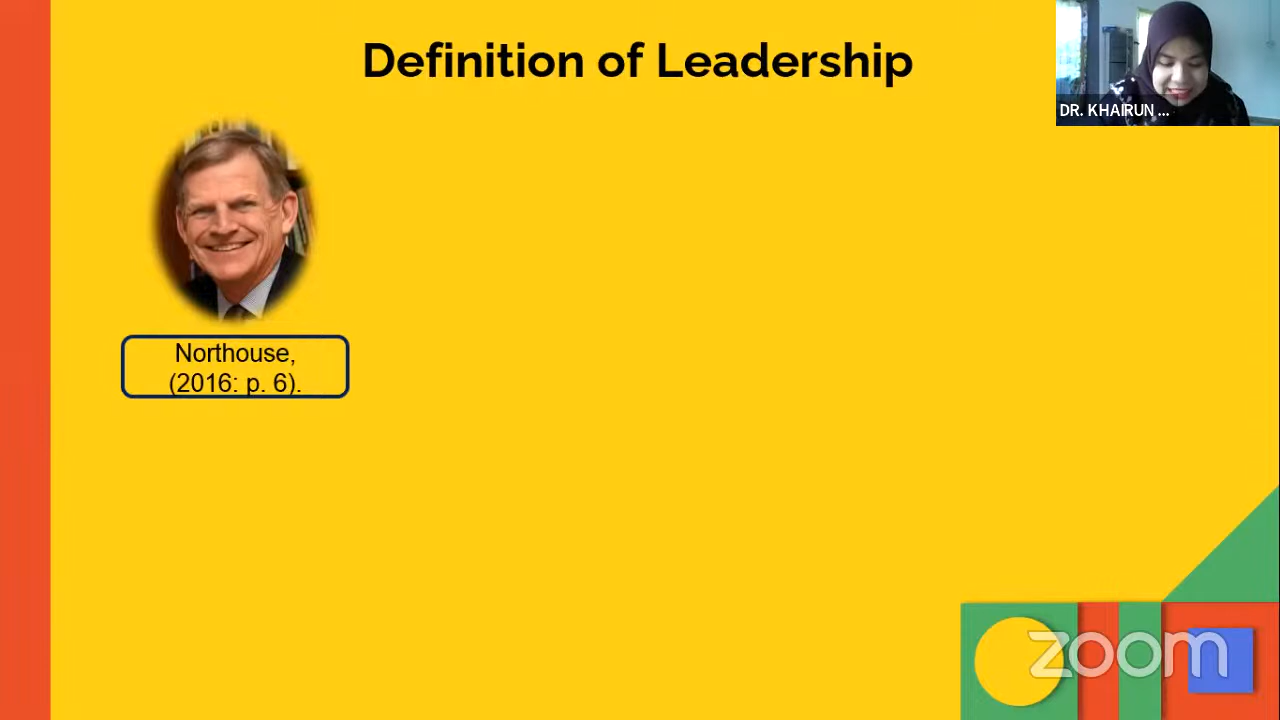 Definition of Leadership
DR. KHAIRUN ...
Northouse,
(2016: p. 6).
zoom